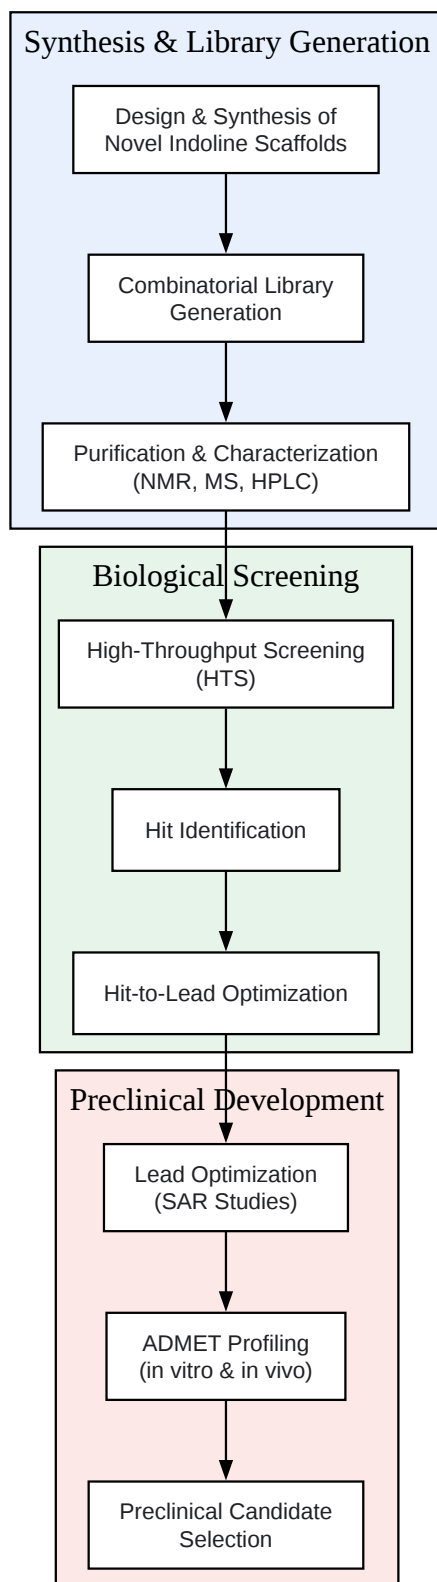 Synthesis & Library Generation
Design & Synthesis of
Novel Indoline Scaffolds
Combinatorial Library
Generation
Purification & Characterization
(NMR, MS, HPLC)
Biological Screening
High-Throughput Screening
(HTS)
Hit Identification
Hit-to-Lead Optimization
Preclinical Development
Lead Optimization
(SAR Studies)
ADMET Profiling
(in vitro & in vivo)
Preclinical Candidate
Selection